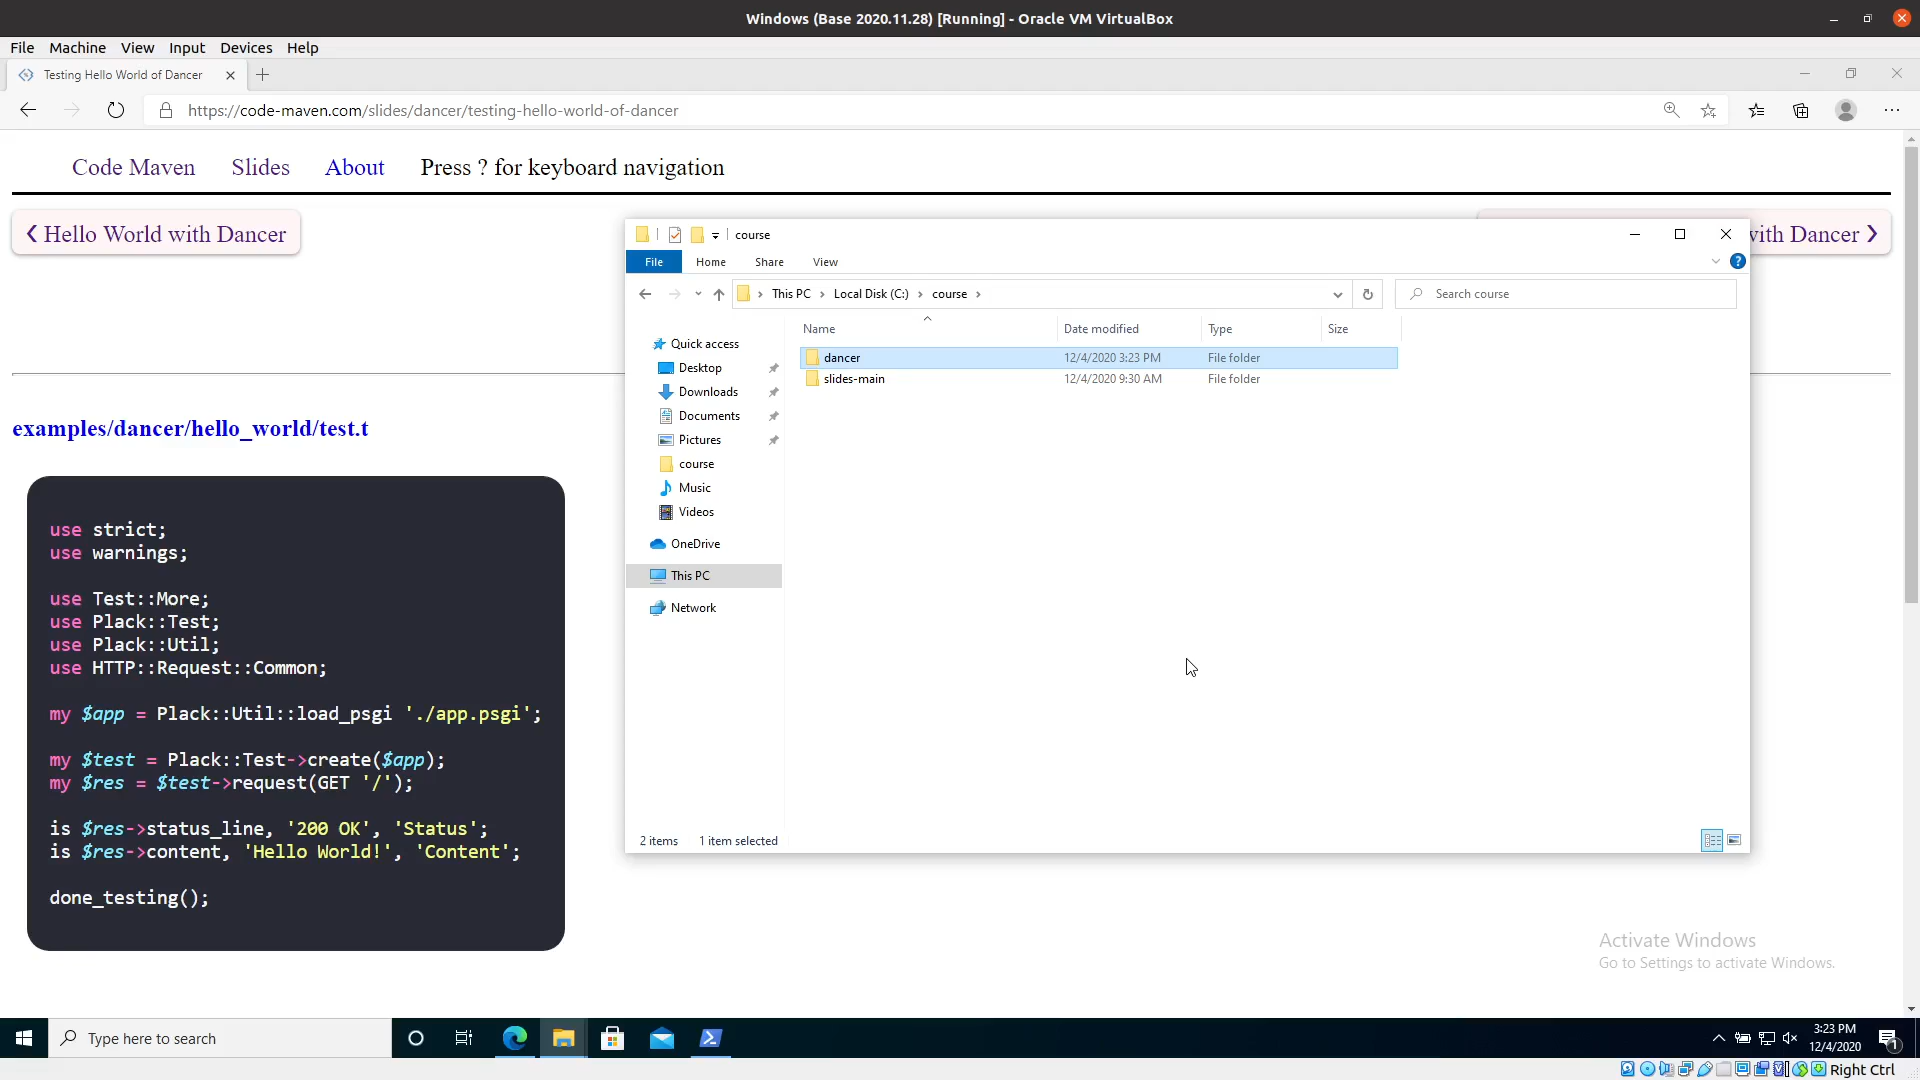 Windows (Base 2020.11.28) [Running] - Oracle VM VirtualBox
File Machine View Input Devices Help
Testing Hello World of Dancer
https://code-maven.com/slides/dancer/testing-hello-world-of-dancer
Code Maven Slides About Press ? for keyboard navigation
❮ Hello World with Dancer
with Dancer ❯
course
File Home Share View
This PC › Local Disk (C:) › course ›
Search course
Name Date modified Type Size
dancer 12/4/2020 3:23 PM File folder
slides-main 12/4/2020 9:30 AM File folder
Quick access
Desktop
Downloads
Documents
Pictures
course
Music
Videos
OneDrive
This PC
Network
2 items 1 item selected
examples/dancer/hello_world/test.t
use strict;
use warnings;
use Test::More;
use Plack::Test;
use Plack::Util;
use HTTP::Request::Common;
my $app = Plack::Util::load_psgi './app.psgi';
my $test = Plack::Test->create($app);
my $res = $test->request(GET '/');
is $res->status_line, '200 OK', 'Status';
is $res->content, 'Hello World!', 'Content';
done_testing();
Activate Windows
Go to Settings to activate Windows.
Type here to search
3:23 PM
12/4/2020
1
Right Ctrl